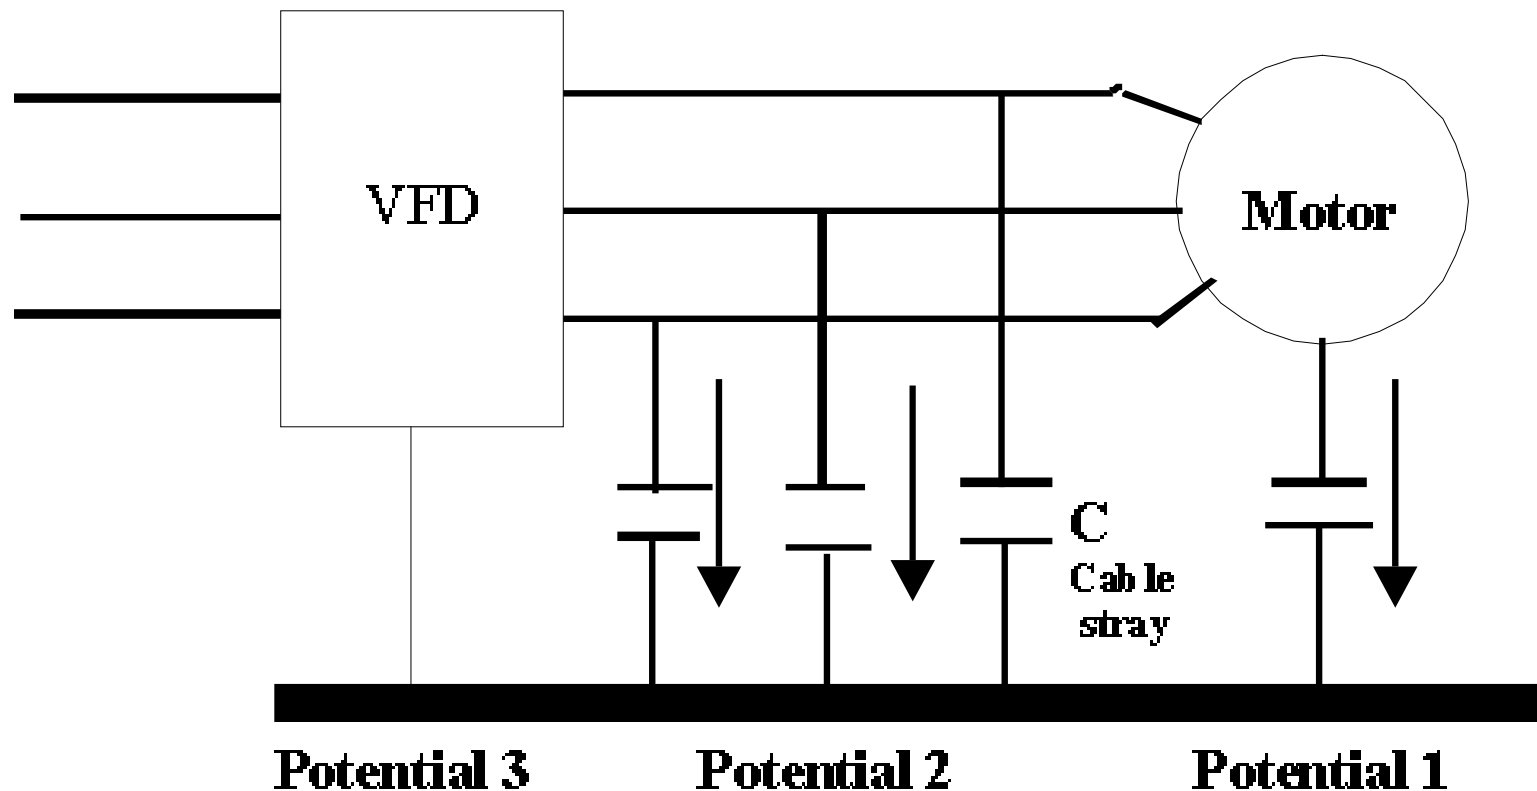 VFD
Motor
C
Cable
stray
Potential 3
Potential 2
Potential 1